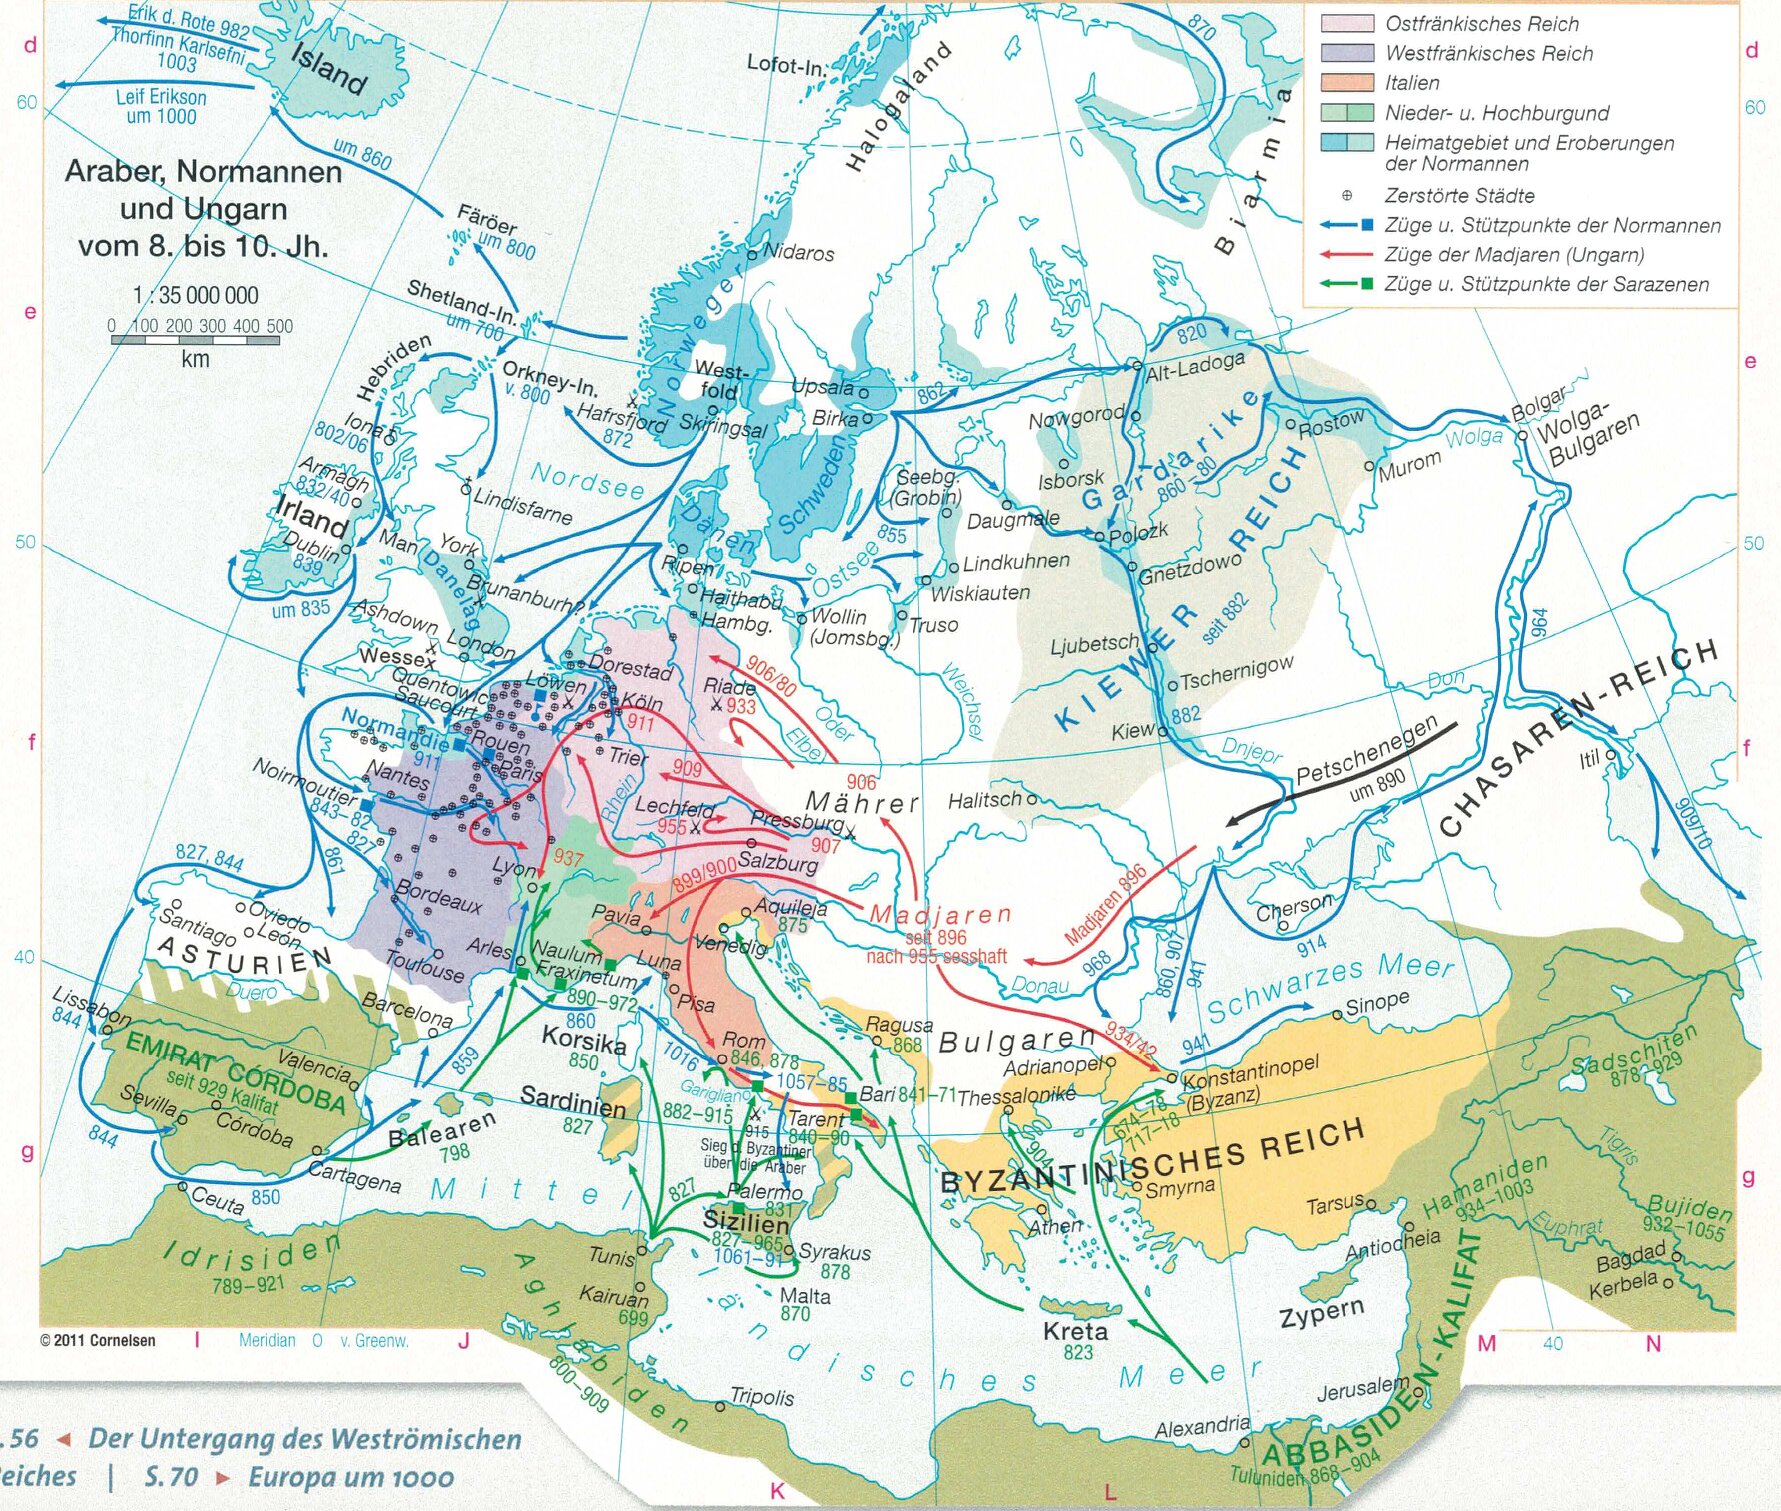 Araber, Normannen
und Ungarn
vom 8. bis 10. Jh.
1 : 35 000 000
0 100 200 300 400 500
km
Ostfränkisches Reich
Westfränkisches Reich
Italien
Nieder- u. Hochburgund
Heimatgebiet und Eroberungen
der Normannen
Zerstörte Städte
Züge u. Stützpunkte der Normannen
Züge der Madjaren (Ungarn)
Züge u. Stützpunkte der Sarazenen
d
60
e
50
f
40
g
d
60
e
50
f
g
Erik d. Rote 982
Thorfinn Karlsefni
1003
Leif Erikson
um 1000
Island
um 860
Färöer
um 800
Shetland-In.
um 700
Hebriden
Orkney-In.
v. 800
Hafrsfjord
872
Iona
802/06
Armagh
832/40
Irland
Dublin
839
um 835
Man
Lindisfarne
York
Danelag
Brunanburh?
Ashdown
London
Wessex
Nordsee
Lofot-In.
Halogaland
870
Biarmia
Nidaros
Norweger
West-
fold
Skiringsal
Upsala
Birka
862
Schweden
Dänen
Ripen
Haithabu
Hambg.
Ostsee
855
Seebg.
(Grobin)
Daugmale
Lindkuhnen
Wiskiauten
Truso
Wollin
(Jomsbg.)
Weichsel
Oder
Elbe
820
Alt-Ladoga
Nowgorod
Isborsk
Gardarike
860–80
Rostow
Murom
Wolga
Bolgar
Wolga-
Bulgaren
Polozk
Gnetzdowo
KIEWER REICH
seit 882
Ljubetsch
Tschernigow
Kiew
882
Dnjepr
Don
964
Petschenegen
um 890
CHASAREN-REICH
Itil
909/10
Halitsch
Quentowic
Saucourt
Löwen
Dorestad
Köln
911
Trier
Rhein
Riade
933
906/80
906
909
Normandie
911
Rouen
Paris
Nantes
Noirmoutier
843–82
827
861
827, 844
Lechfeld
955
Pressburg
907
Salzburg
Mährer
899/900
937
Lyon
Bordeaux
Toulouse
Arles
Santiago
Oviedo
León
ASTURIEN
Duero
Lissabon
844
Barcelona
EMIRAT CÓRDOBA
seit 929 Kalifat
Valencia
Sevilla
Córdoba
844
Cartagena
Ceuta
850
859
Balearen
798
Naulum
Fraxinetum
890–972
860
Pavia
Luna
Pisa
Aquileja
875
Venedig
Korsika
850
Sardinien
827
Rom
846, 878
1016
Garigliano
882–915
915
Sieg d. Byzantiner
über die Araber
1057–85
Bari 841–71
Tarent
840–90
Ragusa
868
Palermo
831
827
Sizilien
827–965
1061–91
Syrakus
878
Malta
870
Madjaren
seit 896
nach 955 sesshaft
Madjaren 896
Donau
Bulgaren
934/42
968
860, 907
941
914
Cherson
Schwarzes Meer
Sinope
941
Adrianopel
Konstantinopel
(Byzanz)
Thessalonike
674–78
717–18
904
BYZANTINISCHES REICH
Smyrna
Athen
Kreta
823
Tarsus
Antiocheia
Zypern
Hamaniden
934–1003
Sadschiten
878–929
Tigris
Euphrat
Bujiden
932–1055
Bagdad
Kerbela
Jerusalem
Alexandria
ABBASIDEN-KALIFAT
Tuluniden 868–904
Idrisiden
789–921
Tunis
Kairuan
699
Aghlabiden
800–909
Tripolis
Mittelländisches Meer
© 2011 Cornelsen
I
Meridian 0 v. Greenw.
J
K
L
M
40
N
.56 ◄ Der Untergang des Weströmischen
Reiches | S.70 ► Europa um 1000